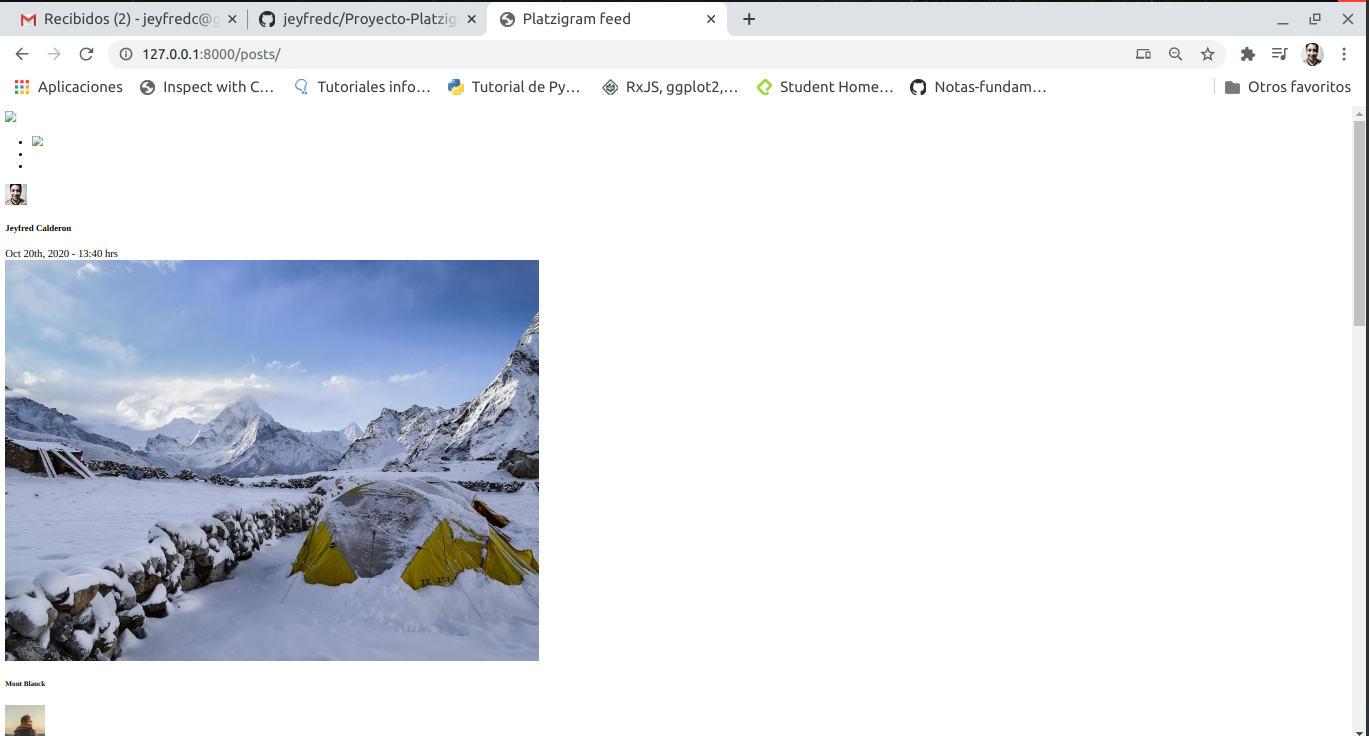 Recibidos (2) - jeyfredc@g
jeyfredc/Proyecto-Platzig
Platzigram feed
127.0.0.1:8000/posts/
Aplicaciones
Inspect with C…
Tutoriales info…
Tutorial de Py…
RxJS, ggplot2,…
Student Home…
Notas-fundam…
Otros favoritos
Jeyfred Calderon
Oct 20th, 2020 - 13:40 hrs
Mont Blanck